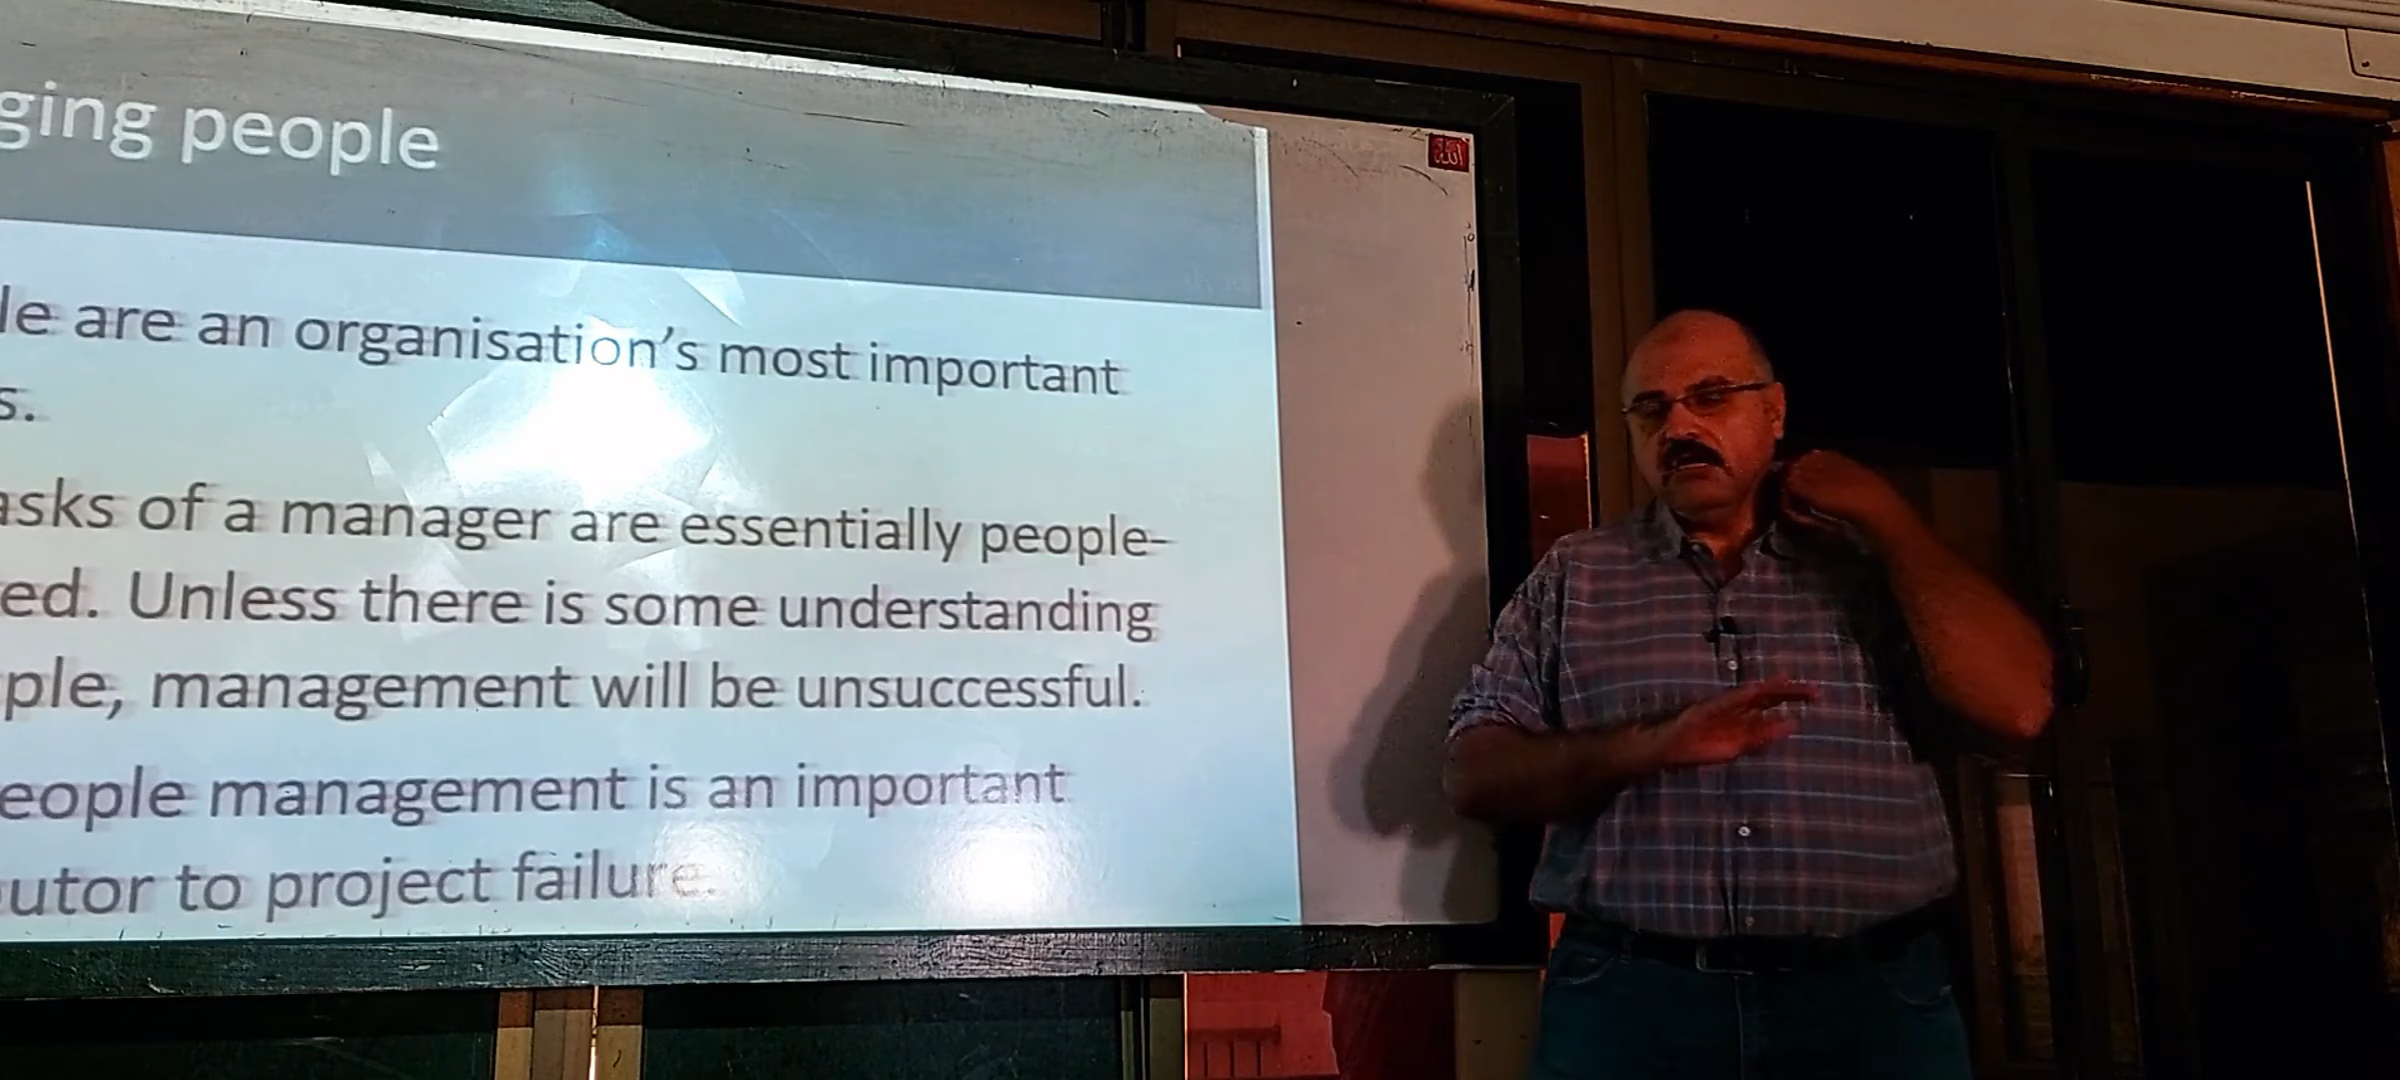 ging people
le are an organisation's most important
s.
asks of a manager are essentially people-
ed. Unless there is some understanding
ple, management will be unsuccessful.
eople management is an important
utor to project failure.
الله